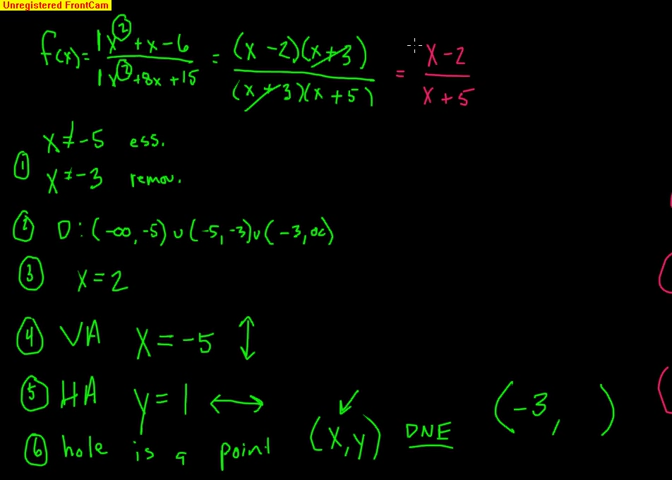 Unregistered FrontCam
f(x) = (1x² + x - 6)/(1x² + 8x + 15) = ((x - 2)(x + 3))/((x + 3)(x + 5)) = (x - 2)/(x + 5)
① x ≠ -5 ess.
x ≠ -3 remov.
② D: (-∞, -5) ∪ (-5, -3) ∪ (-3, ∞)
③ x = 2
④ VA x = -5 ↕
⑤ HA y = 1 ↔
⑥ hole is a point (x, y) DNE (-3, )